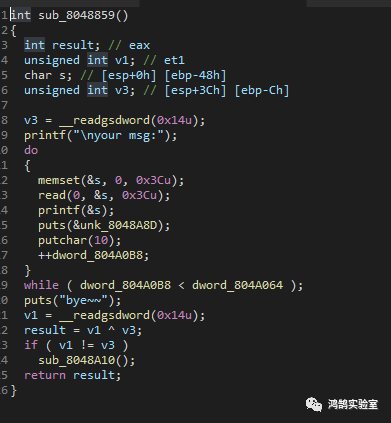 1 int sub_8048859()
2 {
3 int result; // eax
4 unsigned int v1; // et1
5 char s; // [esp+0h] [ebp-48h]
6 unsigned int v3; // [esp+3Ch] [ebp-Ch]
7
8 v3 = __readgsdword(0x14u);
9 printf("\nyour msg:");
0 do
1 {
2 memset(&s, 0, 0x3Cu);
3 read(0, &s, 0x3Cu);
4 printf(&s);
5 puts(&unk_8048A8D);
6 putchar(10);
7 ++dword_804A0B8;
8 }
9 while ( dword_804A0B8 < dword_804A064 );
0 puts("bye~~");
1 v1 = __readgsdword(0x14u);
2 result = v1 ^ v3;
3 if ( v1 != v3 )
4 sub_8048A10();
5 return result;
6 }
鸿鹄实验室